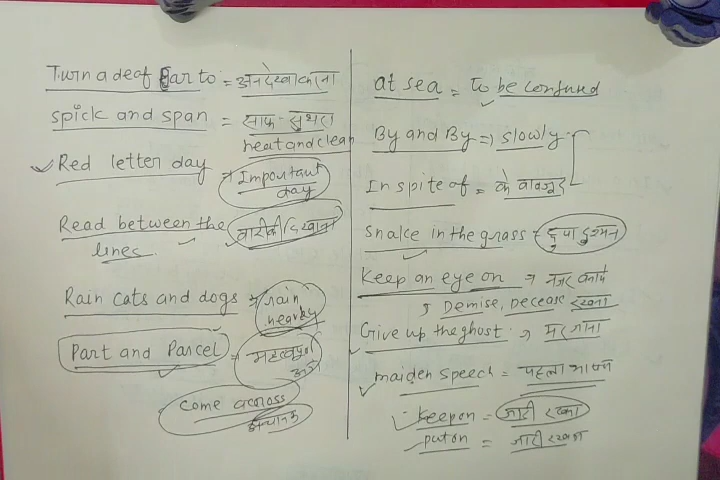 Turn a deaf Ear to = अनदेखा करना
spick and span = साफ-सुथरा
neat and clean
Red letter day → Important
day
Read between the वारीकी दिखाना
lines
Rain cats and dogs → rain
heavky
Part and Parcel = महत्वपूर्ण
अंग
Come across
अचानक
at sea = to be confused
By and By => slowly
In spite of = के वावजूद
Snake in the grass = छुपा दुश्मन
Keep an eye on → नजर बनाये
रखना
Demise, Decease
Give up the ghost → मर जाना
maiden speech = पहला भाषण
Keep on = जारी रखना
put on = जारी रखना